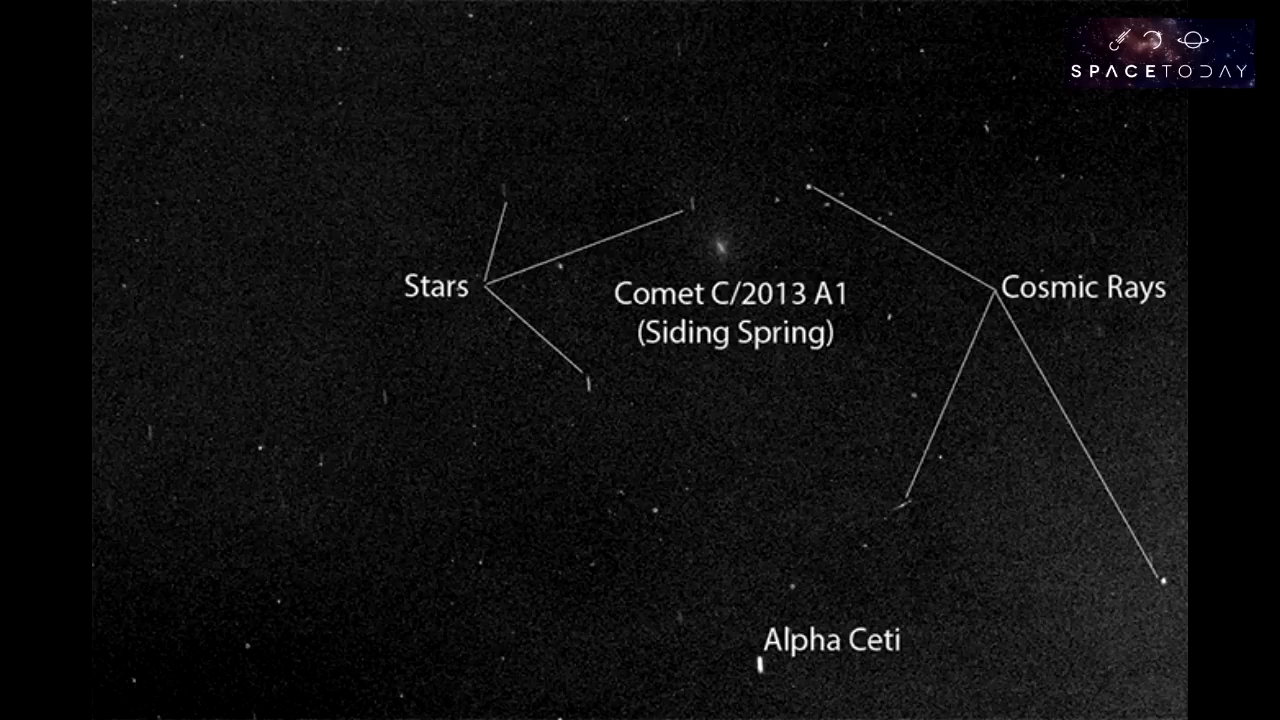 SPACETODAY
Stars
Comet C/2013 A1
(Siding Spring)
Cosmic Rays
Alpha Ceti